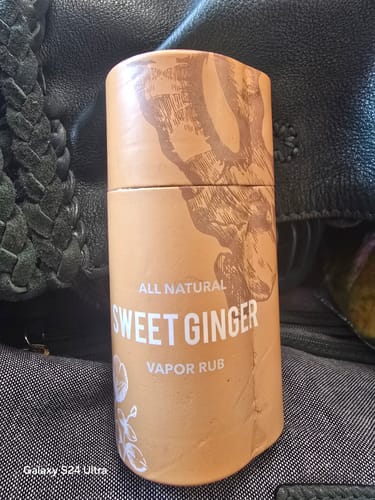 ALL NATURAL
SWEET GINGER
VAPOR RUB
Galaxy S24 Ultra